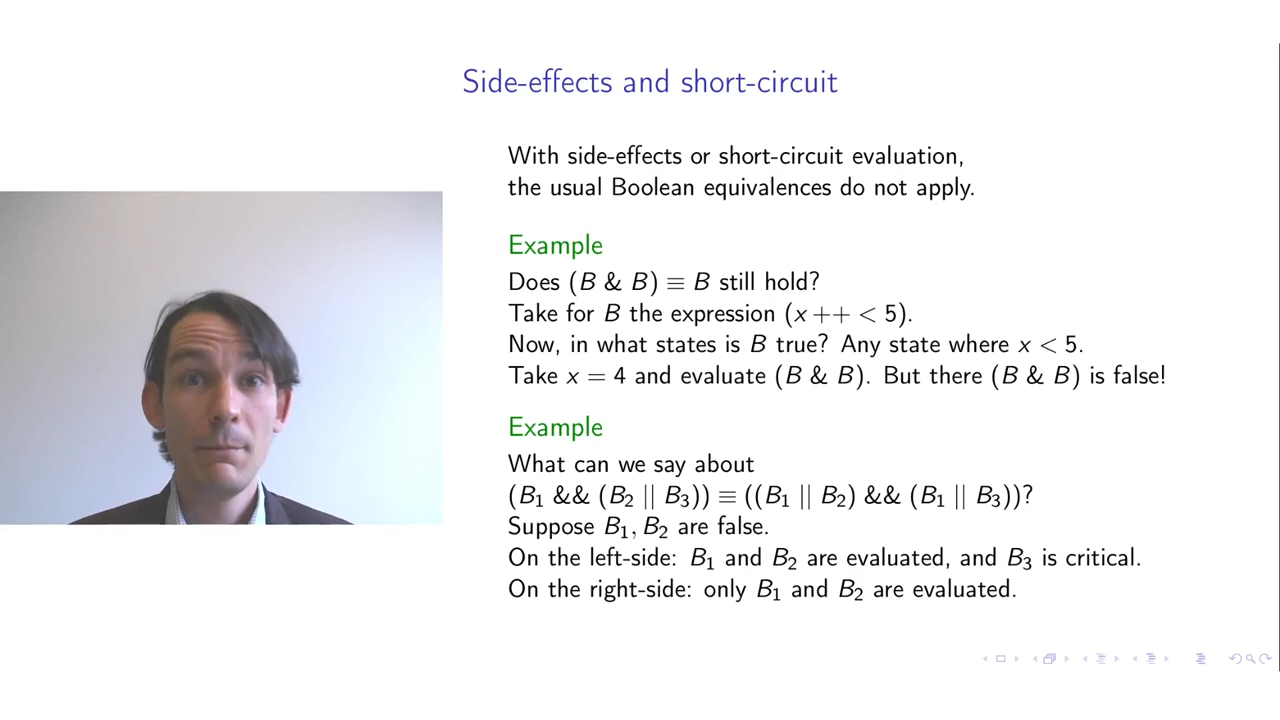 Side-effects and short-circuit
With side-effects or short-circuit evaluation,
the usual Boolean equivalences do not apply.
Example
Does (B & B) ≡ B still hold?
Take for B the expression (x ++ < 5).
Now, in what states is B true? Any state where x < 5.
Take x = 4 and evaluate (B & B). But there (B & B) is false!
Example
What can we say about
(B₁ && (B₂ || B₃)) ≡ ((B₁ || B₂) && (B₁ || B₃))?
Suppose B₁, B₂ are false.
On the left-side: B₁ and B₂ are evaluated, and B₃ is critical.
On the right-side: only B₁ and B₂ are evaluated.